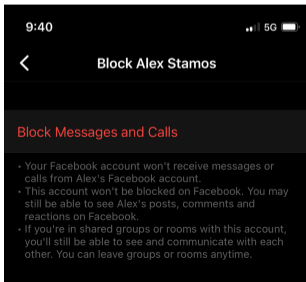 9:40
5G
Block Alex Stamos
Block Messages and Calls
• Your Facebook account won't receive messages or
calls from Alex's Facebook account.
• This account won't be blocked on Facebook. You may
still be able to see Alex's posts, comments and
reactions on Facebook.
• If you're in shared groups or rooms with this account,
you'll still be able to see and communicate with each
other. You can leave groups or rooms anytime.